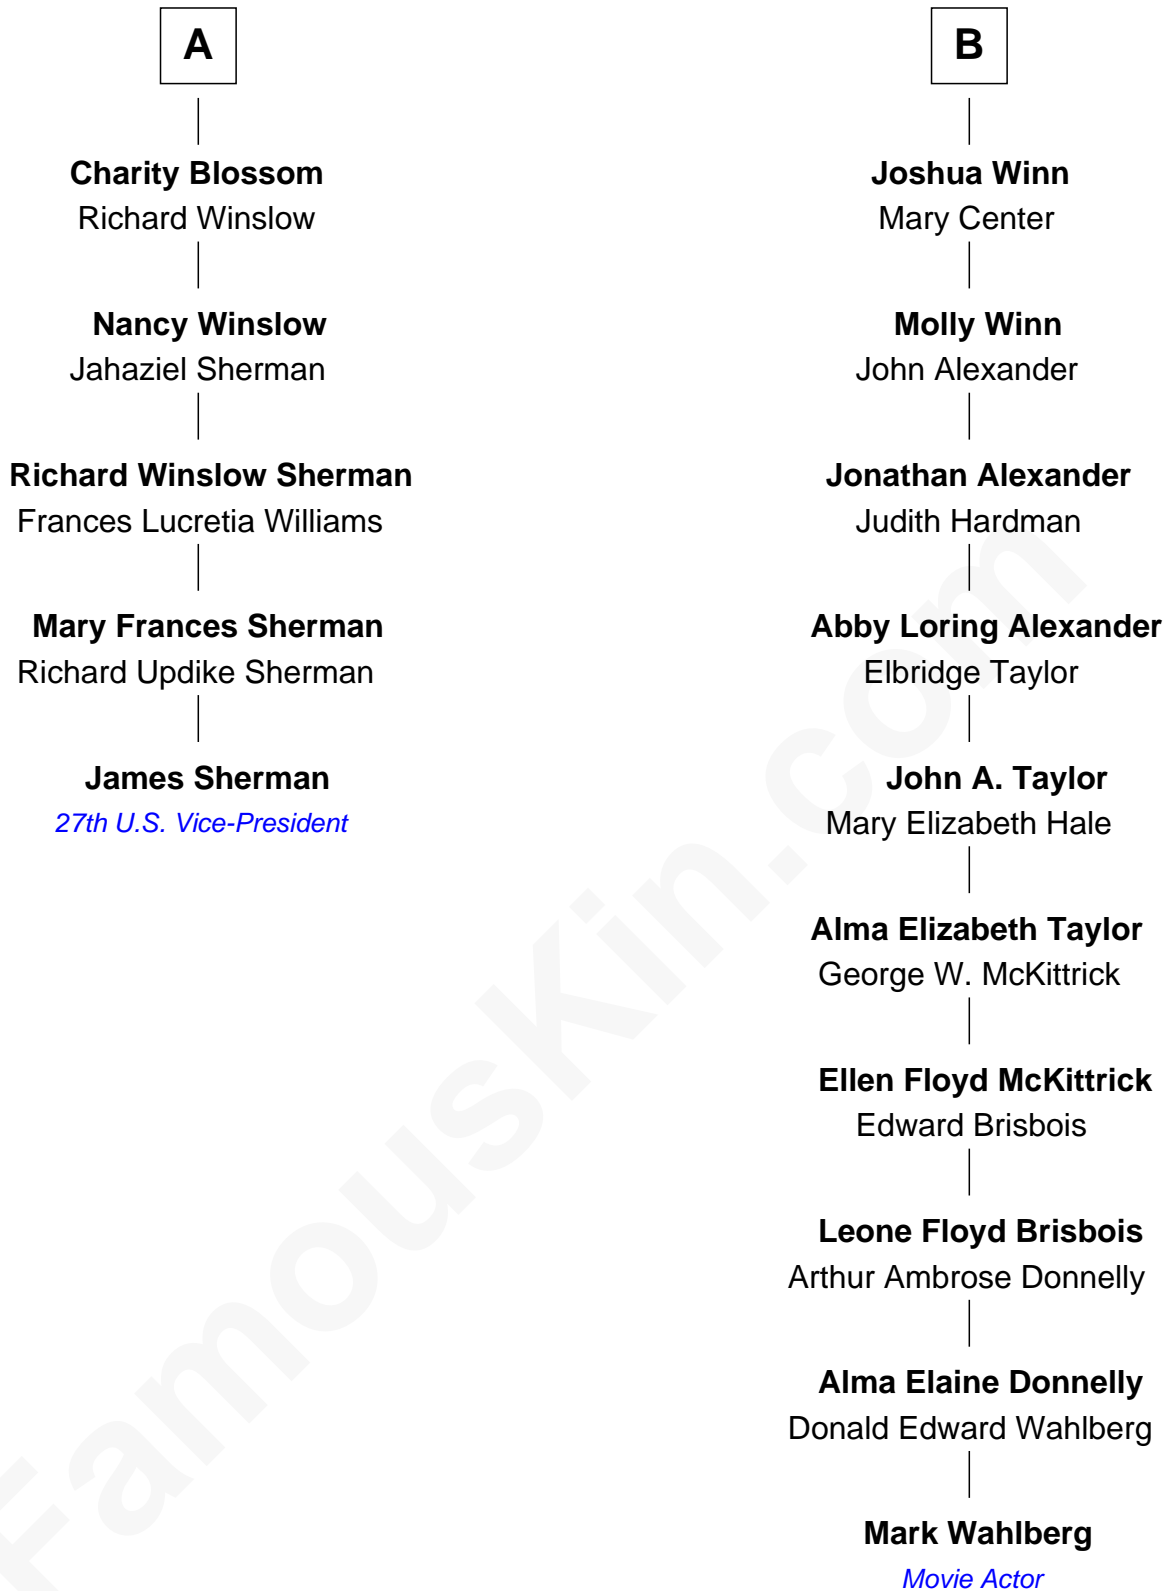 A
Charity Blossom
Richard Winslow
Nancy Winslow
Jahaziel Sherman
Richard Winslow Sherman
Frances Lucretia Williams
Mary Frances Sherman
Richard Updike Sherman
James Sherman
27th U.S. Vice-President
B
Joshua Winn
Mary Center
Molly Winn
John Alexander
Jonathan Alexander
Judith Hardman
Abby Loring Alexander
Elbridge Taylor
John A. Taylor
Mary Elizabeth Hale
Alma Elizabeth Taylor
George W. McKittrick
Ellen Floyd McKittrick
Edward Brisbois
Leone Floyd Brisbois
Arthur Ambrose Donnelly
Alma Elaine Donnelly
Donald Edward Wahlberg
Mark Wahlberg
Movie Actor
FamousKin.com